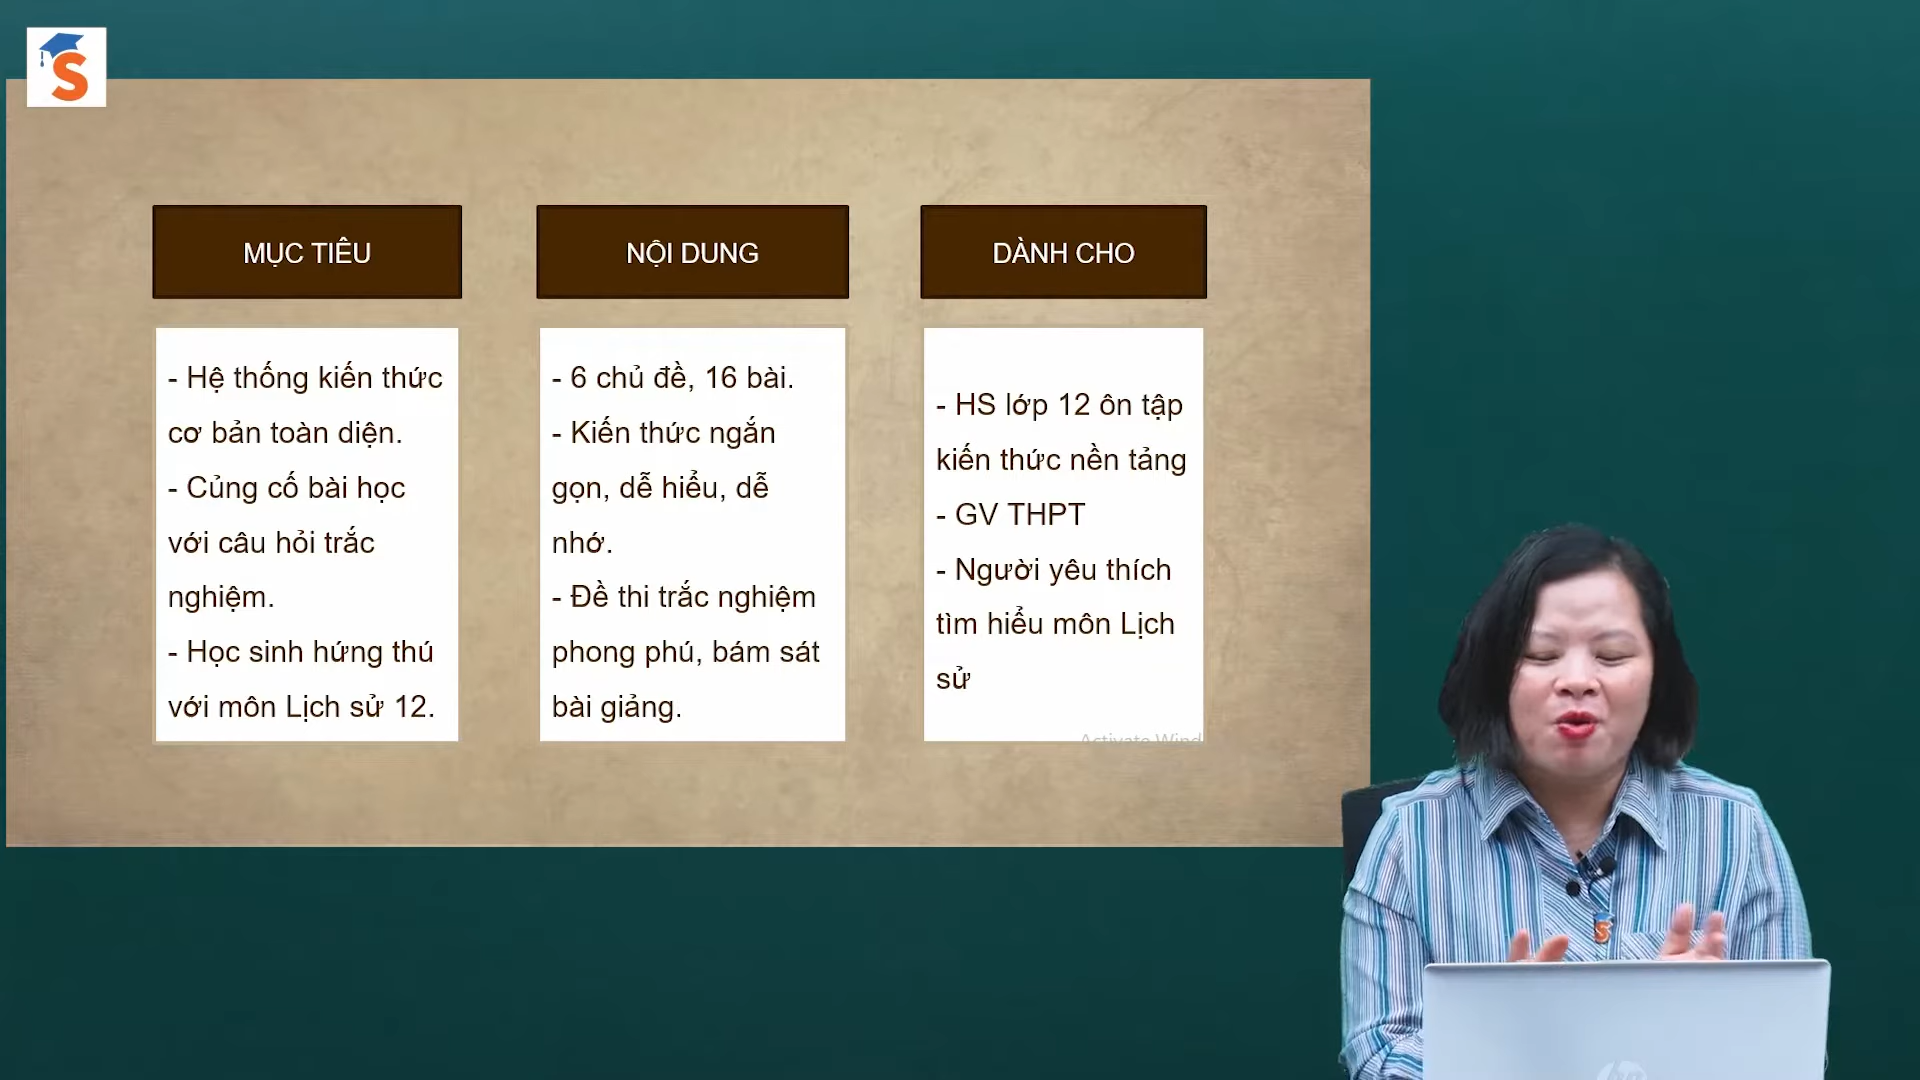 S
MỤC TIÊU
- Hệ thống kiến thức
cơ bản toàn diện.
- Củng cố bài học
với câu hỏi trắc
nghiệm.
- Học sinh hứng thú
với môn Lịch sử 12.
NỘI DUNG
- 6 chủ đề, 16 bài.
- Kiến thức ngắn
gọn, dễ hiểu, dễ
nhớ.
- Đề thi trắc nghiệm
phong phú, bám sát
bài giảng.
DÀNH CHO
- HS lớp 12 ôn tập
kiến thức nền tảng
- GV THPT
- Người yêu thích
tìm hiểu môn Lịch
sử
Activate Wind
S
hp